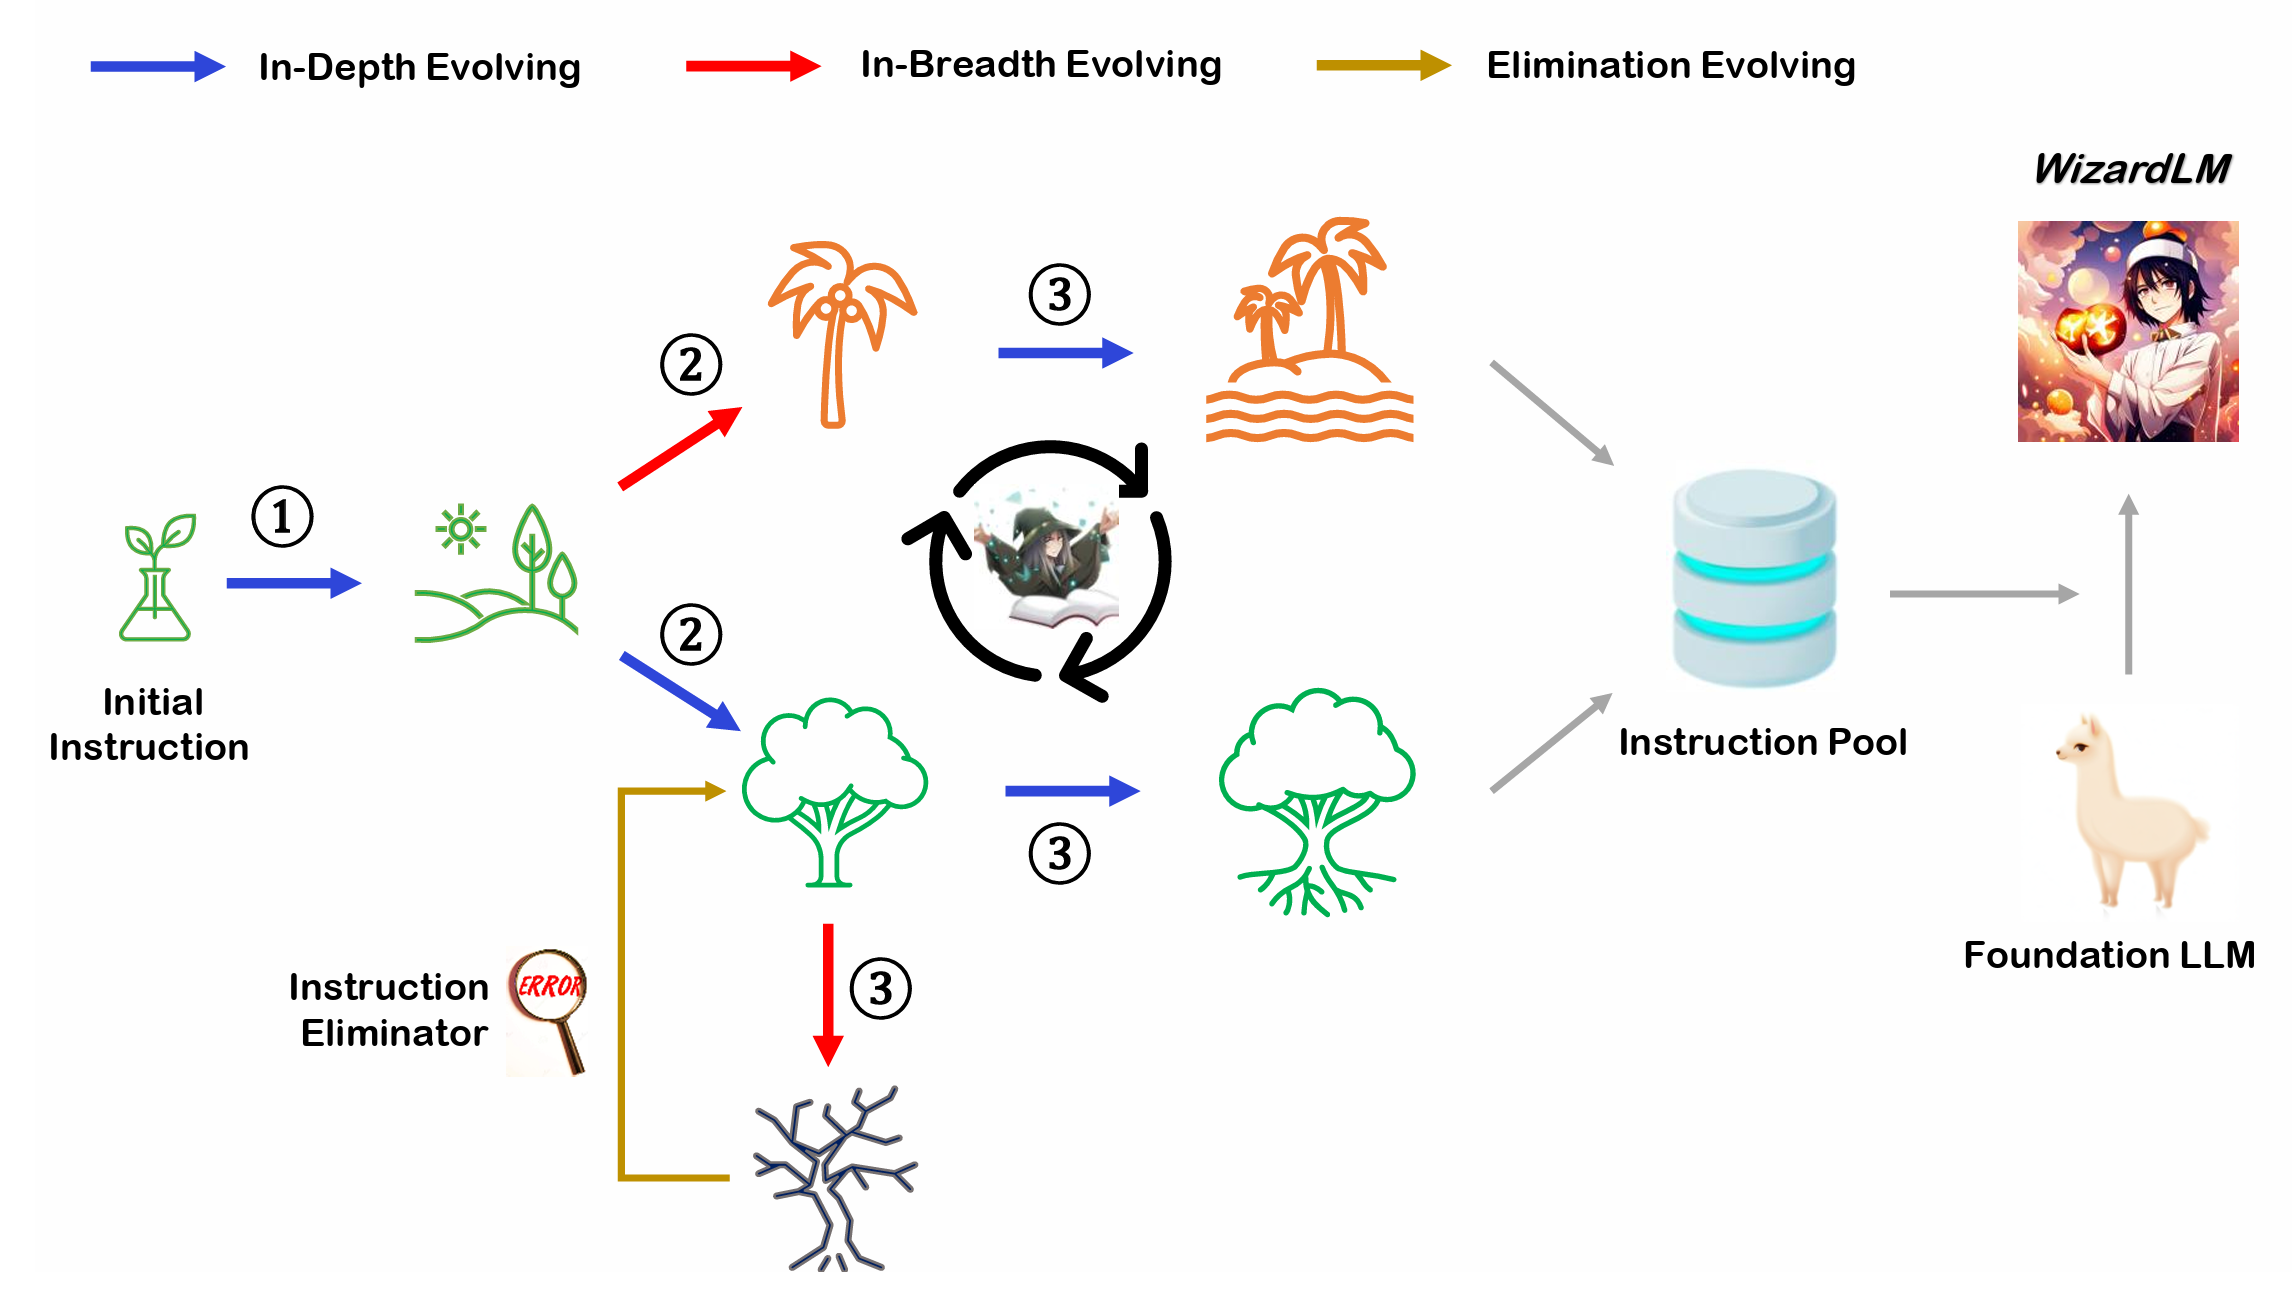 In-Depth Evolving
In-Breadth Evolving
Elimination Evolving
WizardLM
③
②
①
Initial
Instruction
②
Instruction Pool
③
Foundation LLM
Instruction
Eliminator
ERROR
③